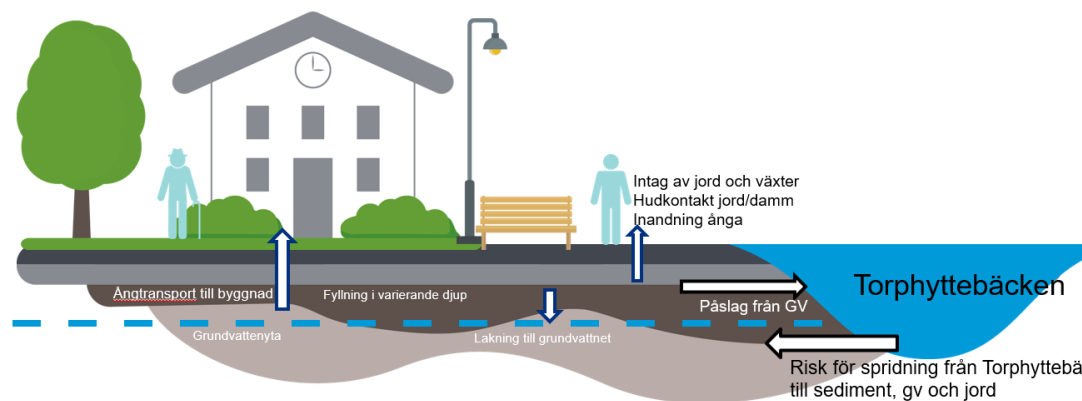 Intag av jord och växter
Hudkontakt jord/damm
Inandning ånga
Torphyttebäcken
Ångtransport till byggnad
Fyllning i varierande djup
Påslag från GV
Grundvattenyta
Lakning till grundvattnet
Risk för spridning från Torphyttebä
till sediment, gv och jord